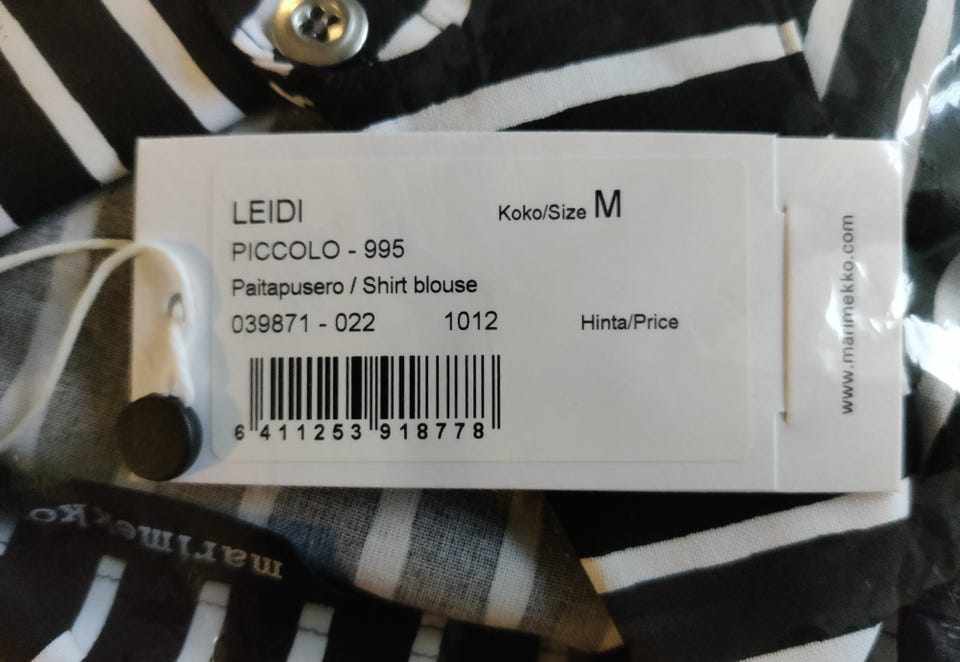 LEIDI
Koko/Size M
PICCOLO - 995
Paitapusero / Shirt blouse
039871 - 022 1012
Hinta/Price
6 411253 918778
www.marimekko.com
marimekko